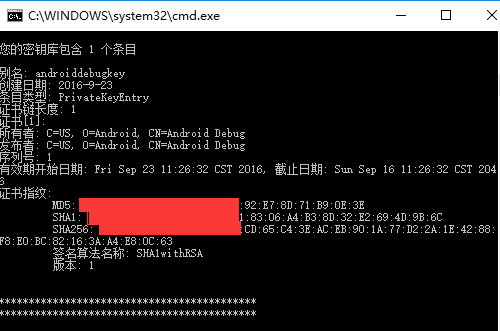 C:\WINDOWS\system32\cmd.exe
您的密钥库包含 1 个条目
别名: androiddebugkey
创建日期: 2016-9-23
条目类型: PrivateKeyEntry
证书链长度: 1
证书[1]:
所有者: C=US, O=Android, CN=Android Debug
发布者: C=US, O=Android, CN=Android Debug
序列号: 1
有效期开始日期: Fri Sep 23 11:26:32 CST 2016, 截止日期: Sun Sep 16 11:26:32 CST 204
6
证书指纹:
MD5: :92:E7:8D:71:B9:0E:3E
SHA1: 1:83:06:A4:B3:8D:32:E2:69:4D:9B:6C
SHA256: :CD:65:C4:3E:AC:EB:90:1A:77:D2:2A:1E:42:88:
F8:E0:BC:82:16:3A:A4:E8:0C:63
签名算法名称: SHA1withRSA
版本: 1
*******************************************
*******************************************